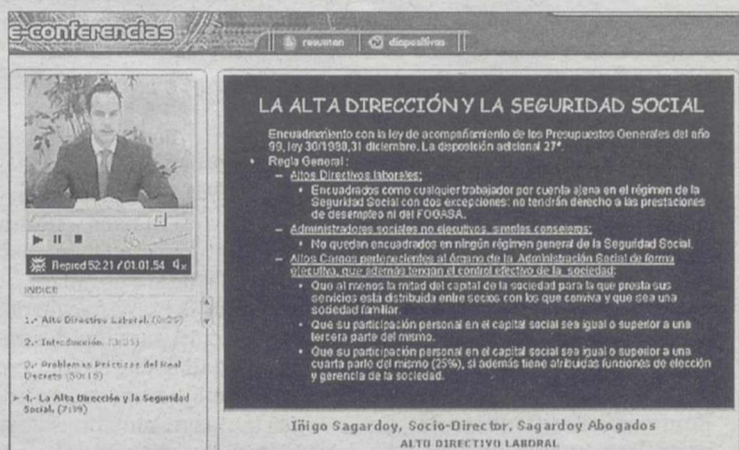 e-conferencias
resumen
diapositivas
LA ALTA DIRECCIÓN Y LA SEGURIDAD SOCIAL
Encuadramiento con la ley de acompañamiento de los Presupuestos Generales del año
99, ley 30/1998,31 diciembre. La disposición adicional 27ª.
• Regla General:
– Altos Directivos laborales:
• Encuadrados como cualquier trabajador por cuenta ajena en el régimen de la
Seguridad Social con dos excepciones: no tendrán derecho a las prestaciones
de desempleo ni del FOGASA.
– Administradores sociales no ejecutivos, simples consejeros:
• No quedan encuadrados en ningún régimen general de la Seguridad Social.
– Altos Cargos pertenecientes al órgano de la Administración Social de forma
ejecutiva, que además tengan el control efectivo de la sociedad:
• Que al menos la mitad del capital de la sociedad para la que presta sus
servicios esta distribuida entre socios con los que conviva y que sea una
sociedad familiar.
• Que su participación personal en el capital social sea igual o superior a una
tercera parte del mismo.
• Que su participación personal en el capital social sea igual o superior a una
cuarta parte del mismo (25%), si además tiene atribuidas funciones de elección
y gerencia de la sociedad.
Reprod 52:21 / 01.01,54
INDICE
1.- Alto Directivo Laboral.
2.- Introducción.
3.- Problemas Prácticos del Real
Decreto (50:15)
4.- La Alta Dirección y la Seguridad
Social. (7:39)
Iñigo Sagardoy, Socio-Director, Sagardoy Abogados
ALTO DIRECTIVO LABORAL